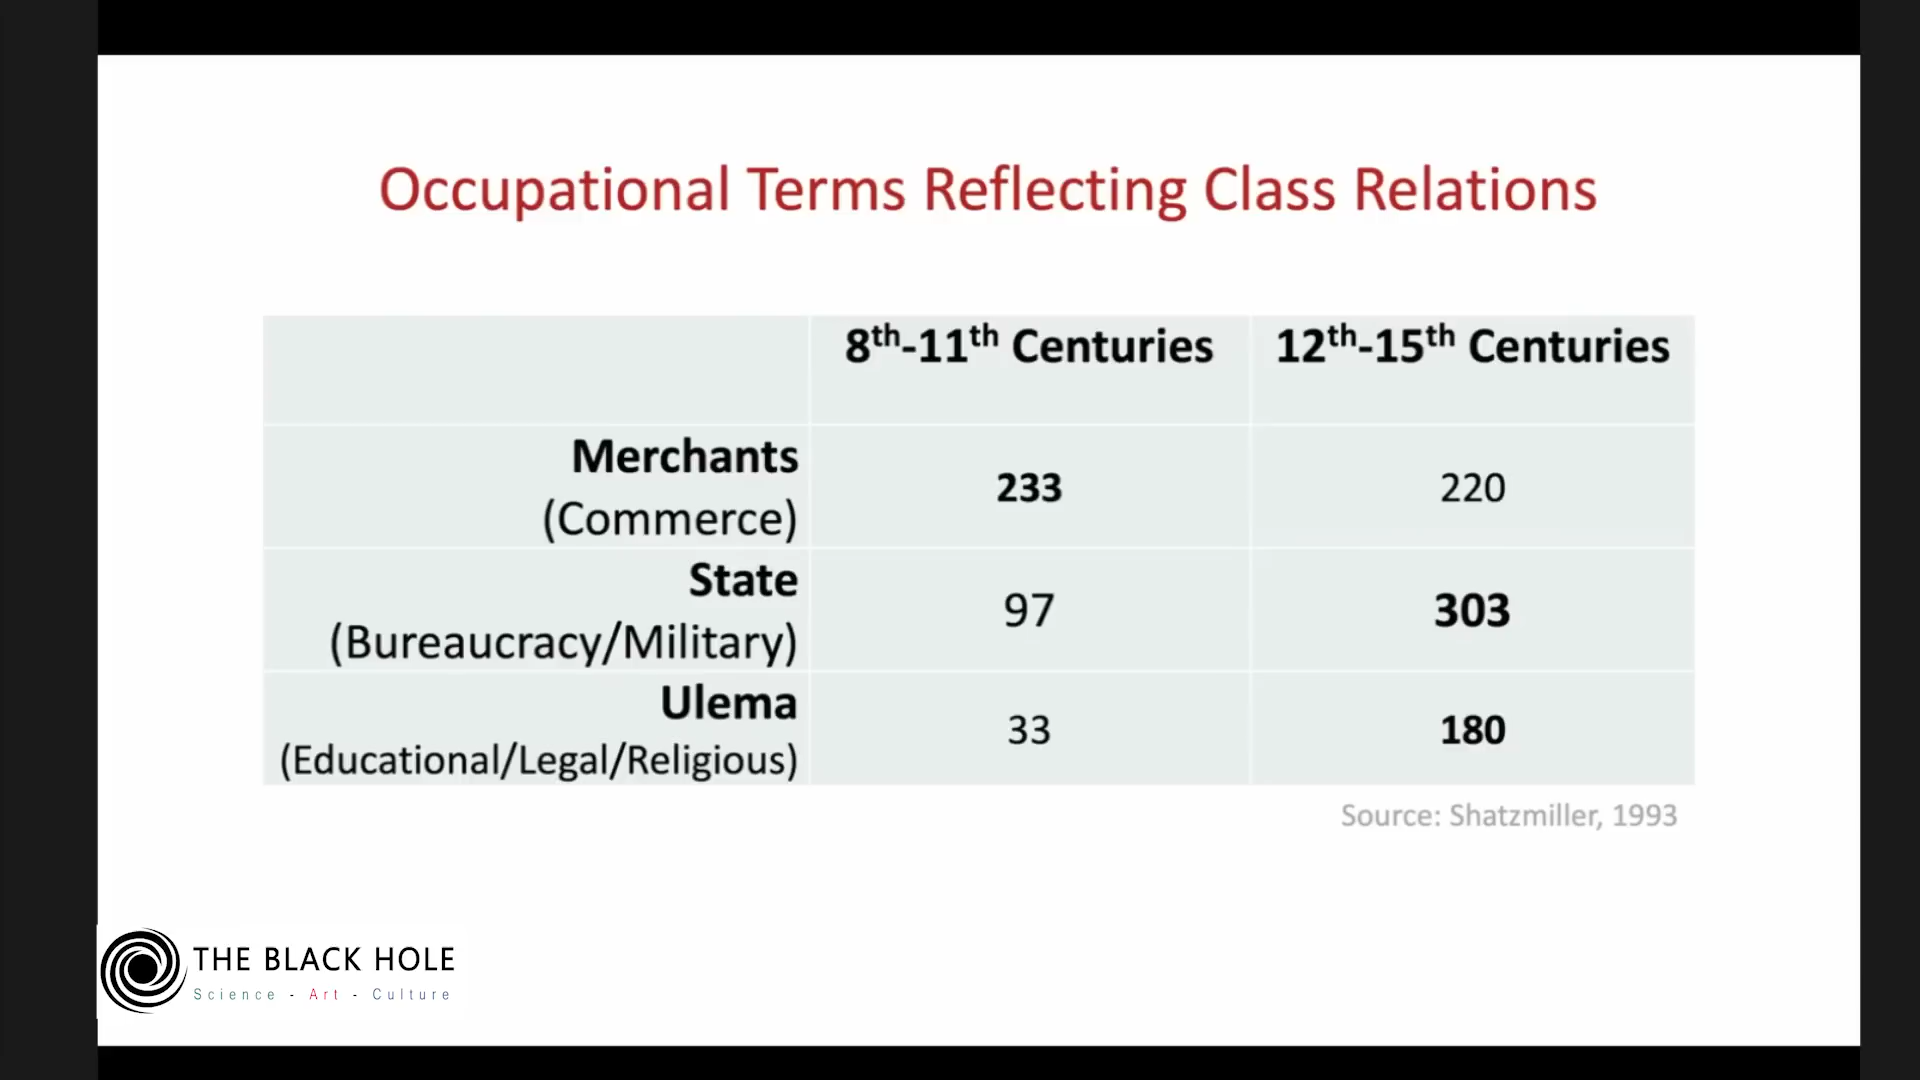 Occupational Terms Reflecting Class Relations
8th-11th Centuries 12th-15th Centuries
Merchants
(Commerce)
233 220
State
(Bureaucracy/Military)
97 303
Ulema
(Educational/Legal/Religious)
33 180
Source: Shatzmiller, 1993
THE BLACK HOLE
Science - Art - Culture